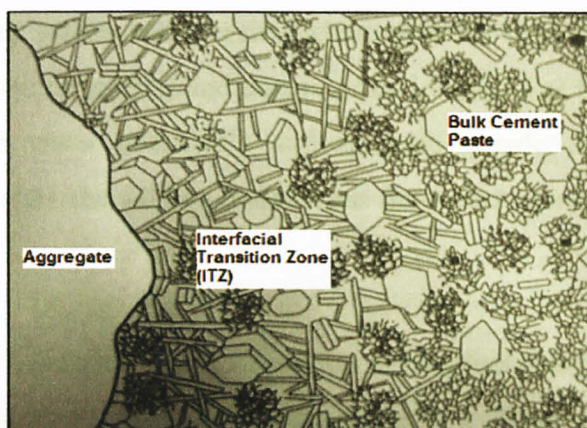 Bulk Cement
Paste
Aggregate
Interfacial
Transition Zone
(ITZ)